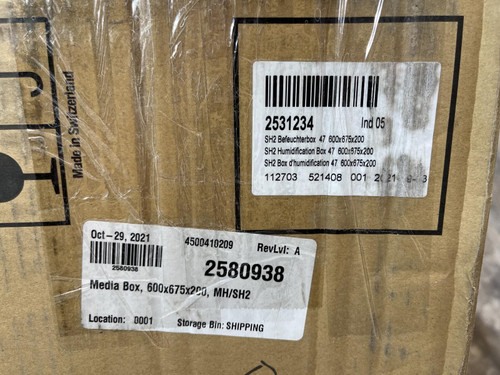 Made in Switzerland
2531234 Ind 05
SH2 Befeuchterbox 47 600x675x200
SH2 Humidification Box 47 600x675x200
SH2 Box d'humidification 47 600x675x200
112703 521408 001
Oct-29, 2021 4500410209 RevLvl: A
2580938
2580938
Media Box, 600x675x200, MH/SH2
Location: 0001 Storage Bin: SHIPPING